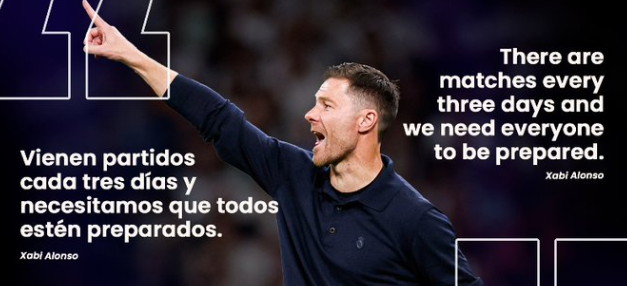 Vienen partidos
cada tres días y
necesitamos que todos
estén preparados.
Xabi Alonso
There are
matches every
three days and
we need everyone
to be prepared.
Xabi Alonso